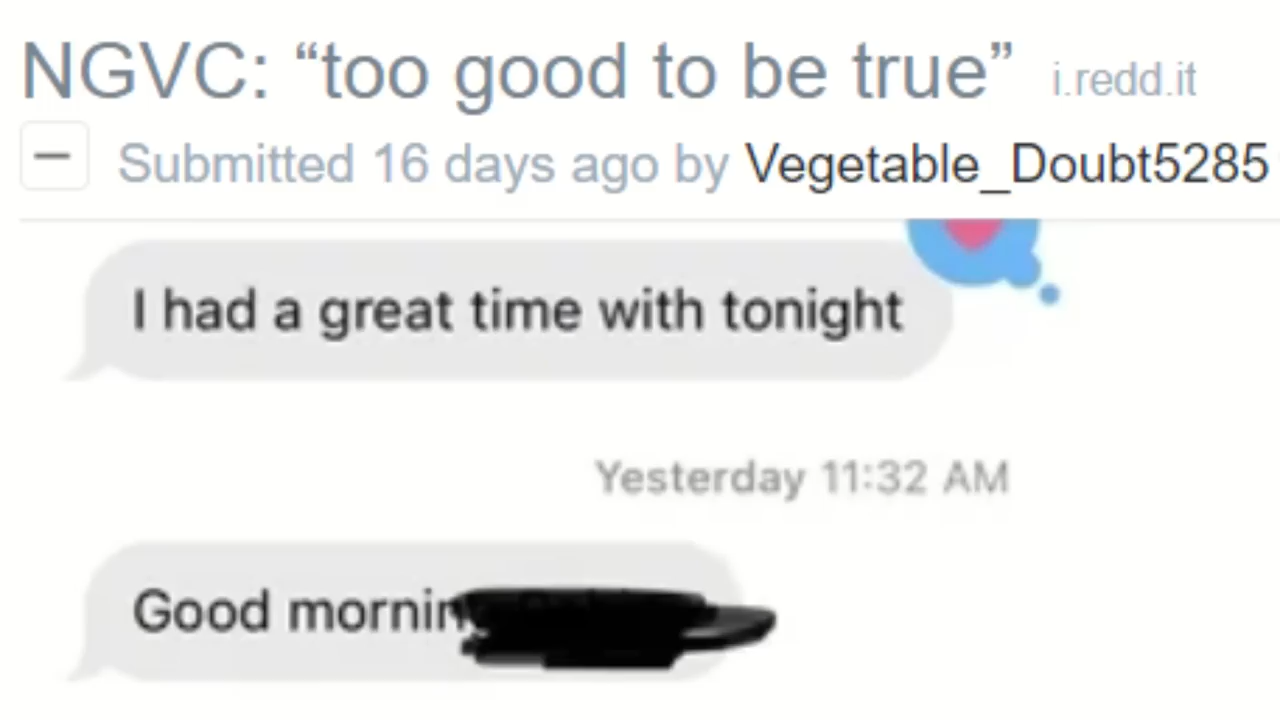 NGVC: “too good to be true” i.redd.it
Submitted 16 days ago by Vegetable_Doubt5285
I had a great time with tonight
Yesterday 11:32 AM
Good